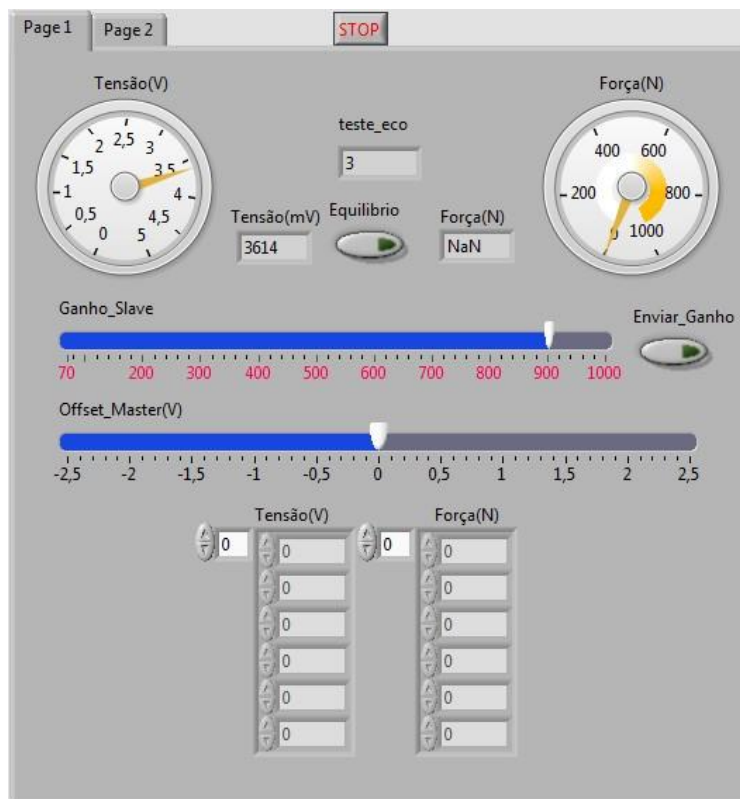 Page 1 Page 2 STOP
Tensão(V)
0 0,5 1 1,5 2 2,5 3 3,5 4 4,5 5
teste_eco
3
Tensão(mV)
3614
Equilibrio
Força(N)
NaN
Força(N)
0 200 400 600 800 1000
Ganho_Slave
70 200 300 400 500 600 700 800 900 1000
Enviar_Ganho
Offset_Master(V)
-2,5 -2 -1,5 -1 -0,5 0 0,5 1 1,5 2 2,5
Tensão(V) Força(N)
0 0 0 0
0 0
0 0
0 0
0 0
0 0